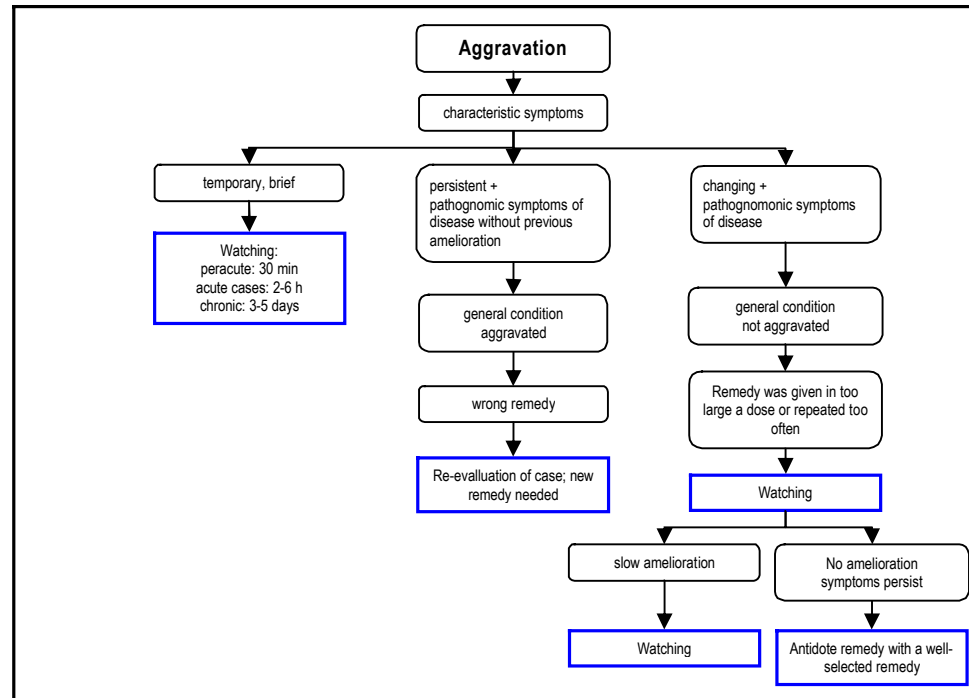 Aggravation
characteristic symptoms
temporary, brief
Watching:
peracute: 30 min
acute cases: 2-6 h
chronic: 3-5 days
persistent +
pathognomic symptoms of
disease without previous
amelioration
general condition
aggravated
wrong remedy
Re-evalluation of case; new
remedy needed
changing +
pathognomonic symptoms
of disease
general condition
not aggravated
Remedy was given in too
large a dose or repeated too
often
Watching
slow amelioration
Watching
No amelioration
symptoms persist
Antidote remedy with a well-
selected remedy